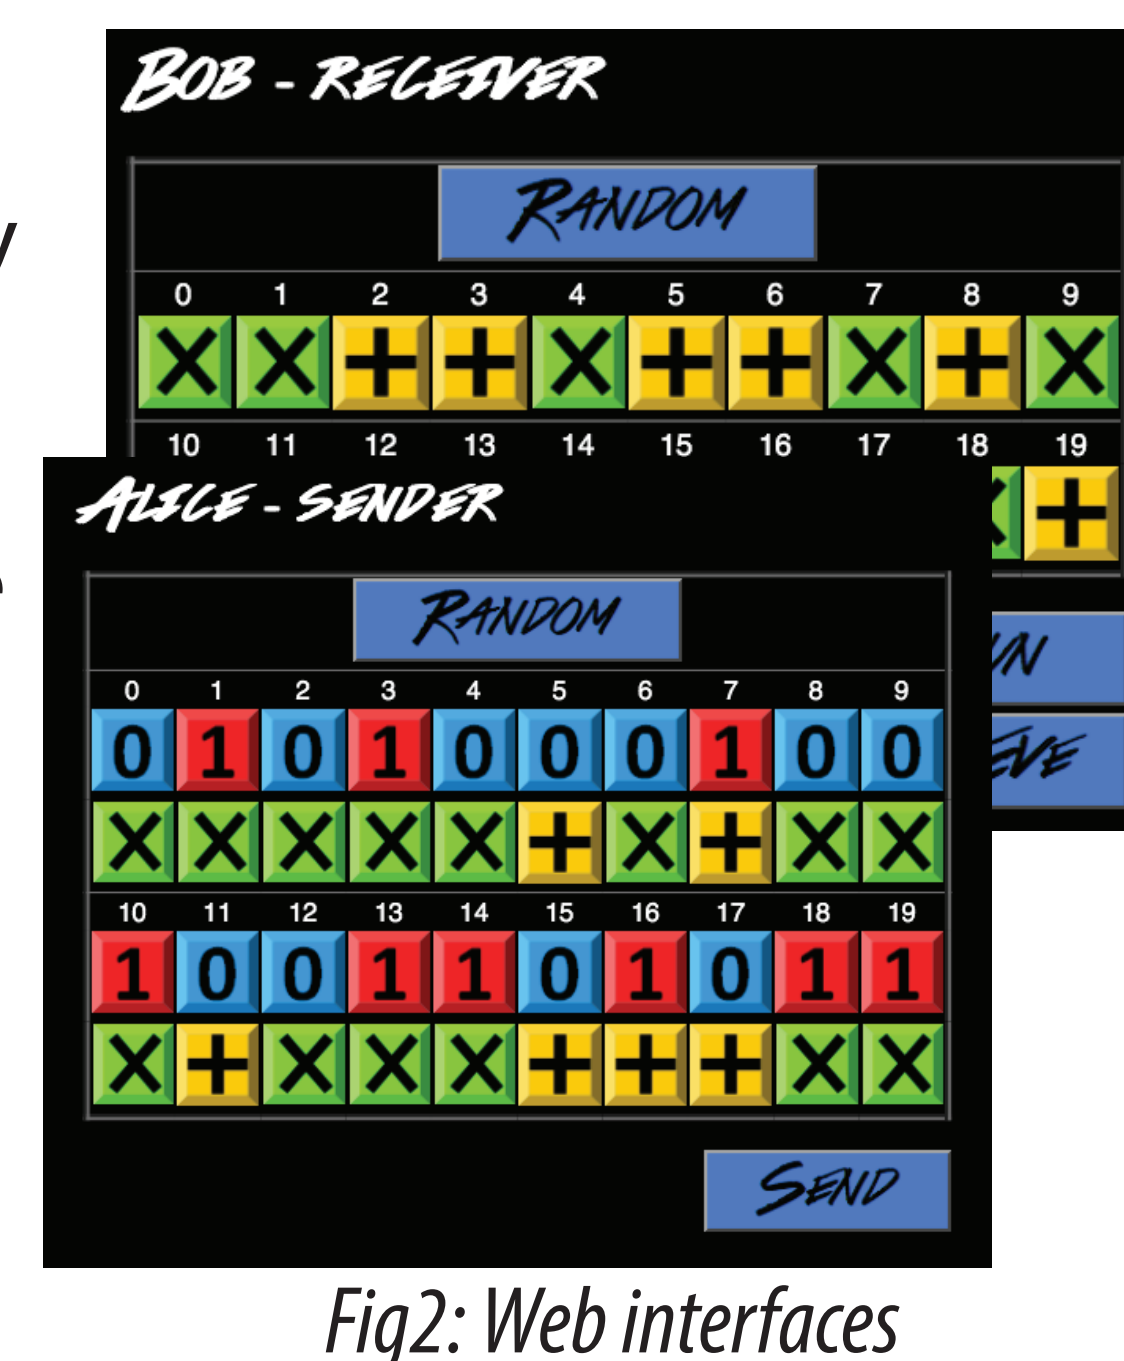 BOB - RECEIVER
RANDOM
0 1 2 3 4 5 6 7 8 9
× × + + × + + × + ×
10 11 12 13 14 15 16 17 18 19
+
ALICE - SENDER
RANDOM
0 1 2 3 4 5 6 7 8 9
0 1 0 1 0 0 0 1 0 0
× × × × × + × + × ×
10 11 12 13 14 15 16 17 18 19
1 0 0 1 1 0 1 0 1 1
× + × × × + + + × ×
SEND
Fig2: Web interfaces